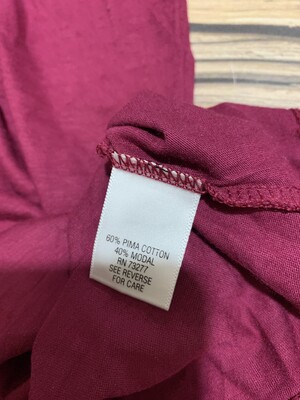 60% PIMA COTTON
40% MODAL
RN 73277
SEE REVERSE
FOR CARE